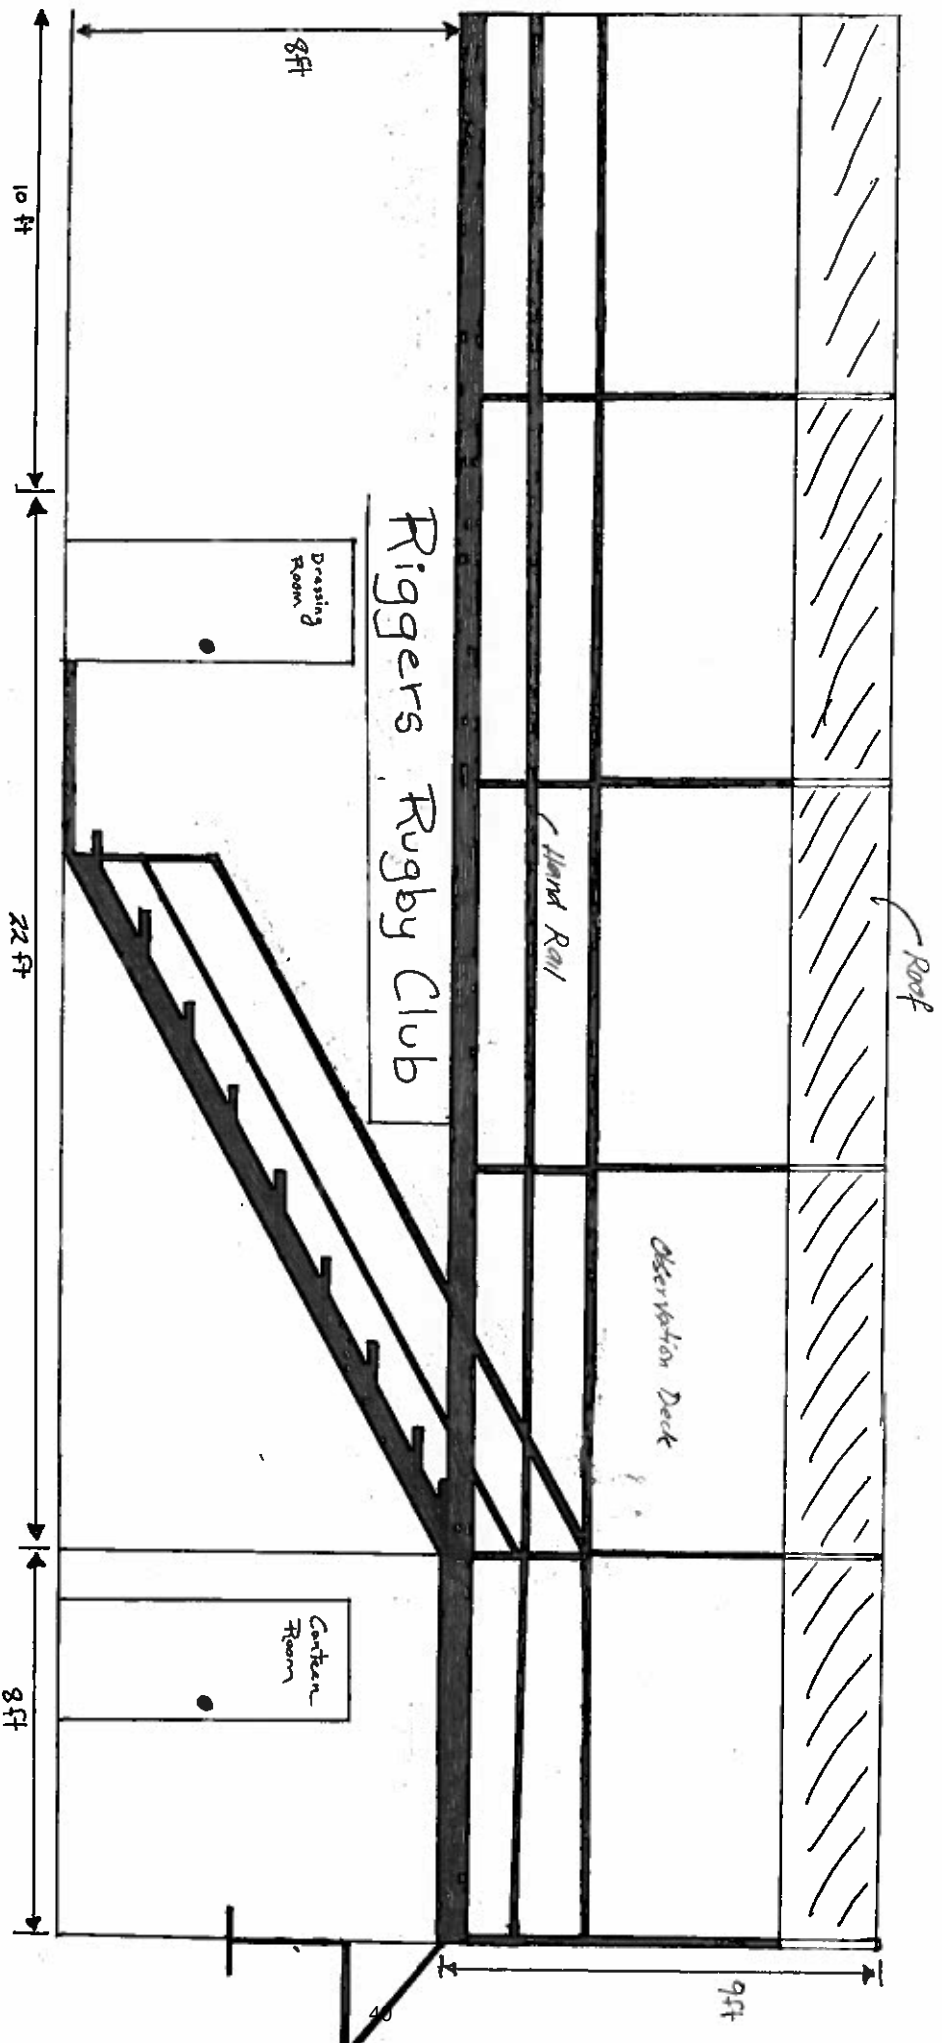 Roof
Hand Rail
Observation Deck
9ft
8ft
Riggers Rugby Club
Dressing
Room
Canteen
Room
10 ft
22 ft
8ft
40